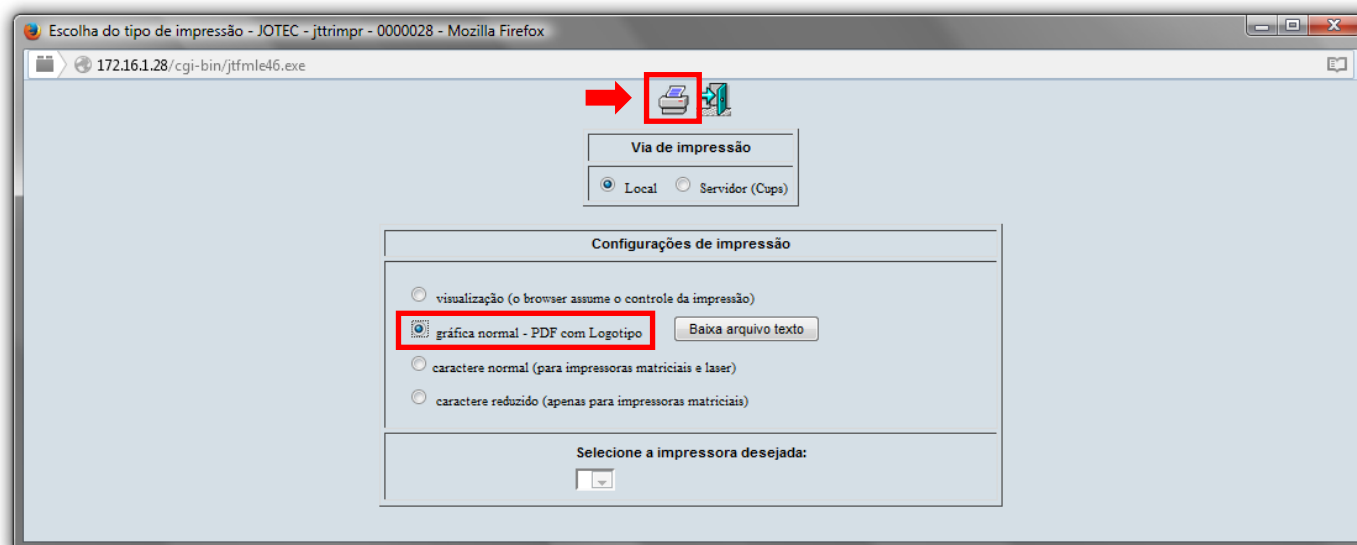 Escolha do tipo de impressão - JOTEC - jttrimpr - 0000028 - Mozilla Firefox
172.16.1.28/cgi-bin/jtfmle46.exe
Via de impressão
Local Servidor (Cups)
Configurações de impressão
visualização (o browser assume o controle da impressão)
gráfica normal - PDF com Logotipo Baixa arquivo texto
caractere normal (para impressoras matriciais e laser)
caractere reduzido (apenas para impressoras matriciais)
Selecione a impressora desejada: